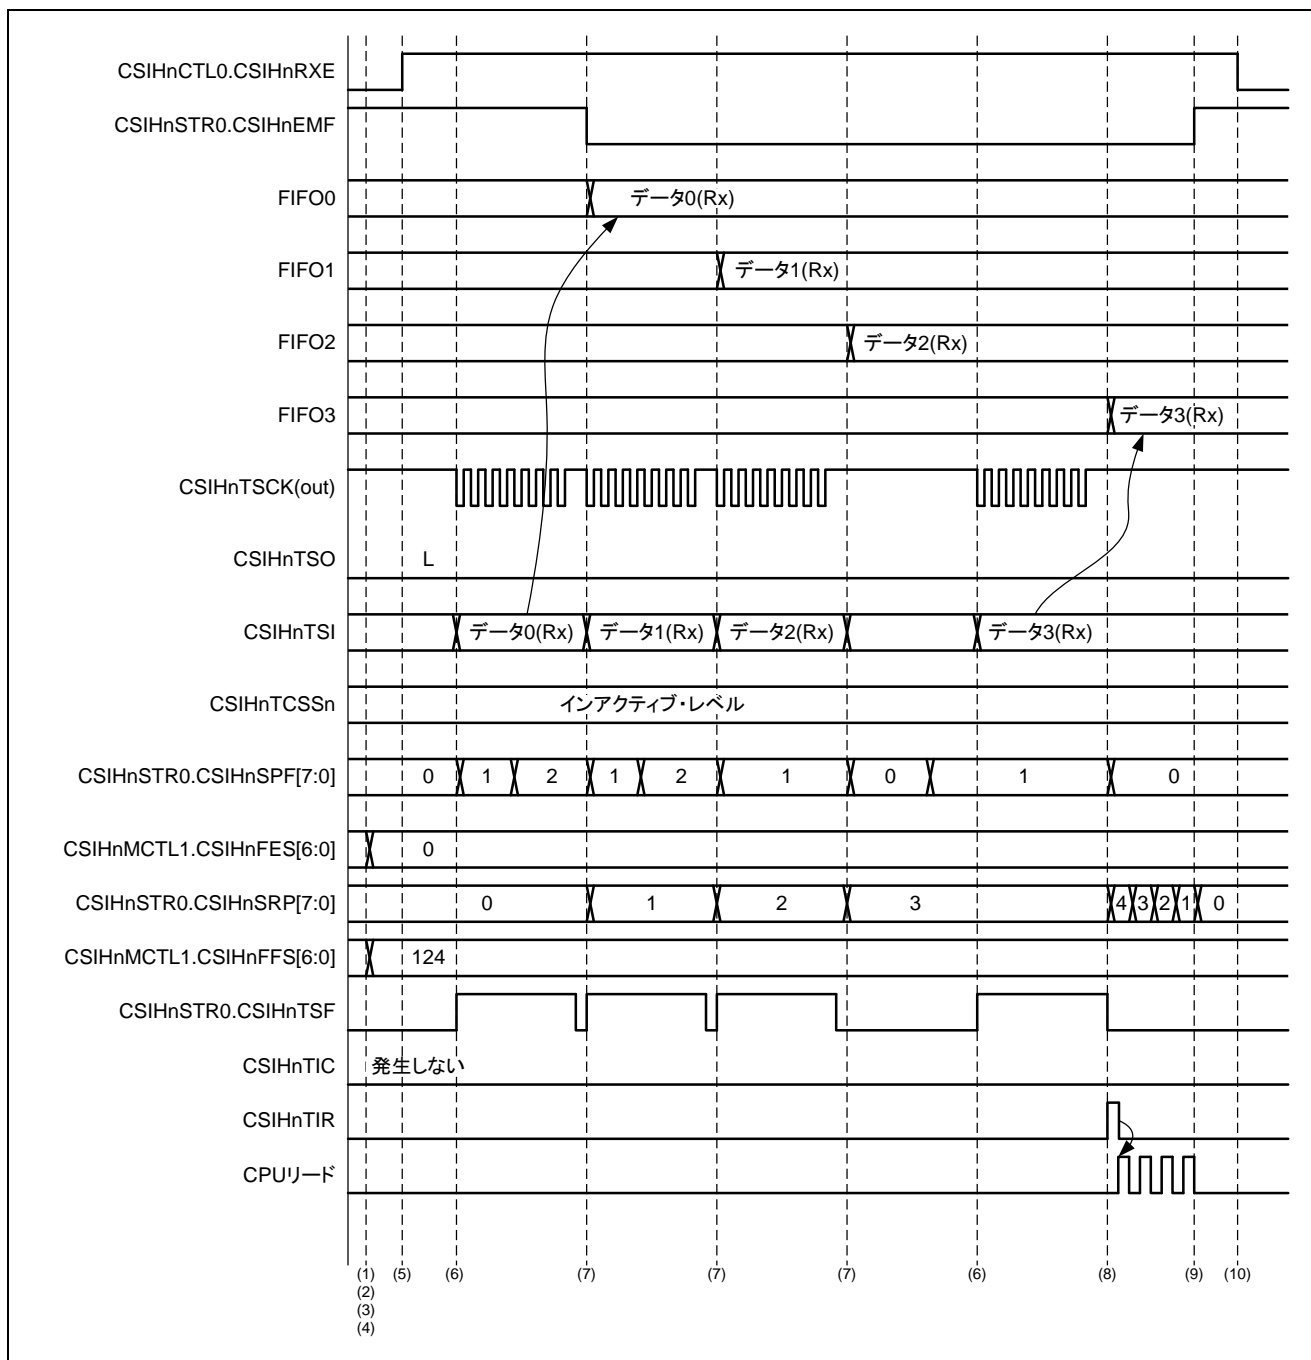 CSIHnCTL0.CSIHnRXE
CSIHnSTR0.CSIHnEMF
FIFO0
データ0(Rx)
FIFO1
データ1(Rx)
FIFO2
データ2(Rx)
FIFO3
データ3(Rx)
CSIHnTSCK(out)
CSIHnTSO
L
CSIHnTSI
データ0(Rx) データ1(Rx) データ2(Rx) データ3(Rx)
CSIHnTCSSn
インアクティブ・レベル
CSIHnSTR0.CSIHnSPF[7:0]
0 1 2 1 2 1 0 1 0
CSIHnMCTL1.CSIHnFES[6:0]
0
CSIHnSTR0.CSIHnSRP[7:0]
0 1 2 3 4 3 2 1 0
CSIHnMCTL1.CSIHnFFS[6:0]
124
CSIHnSTR0.CSIHnTSF
CSIHnTIC
発生しない
CSIHnTIR
CPUリード
(1) (5) (6) (7) (7) (7) (6) (8) (9) (10)
(2)
(3)
(4)